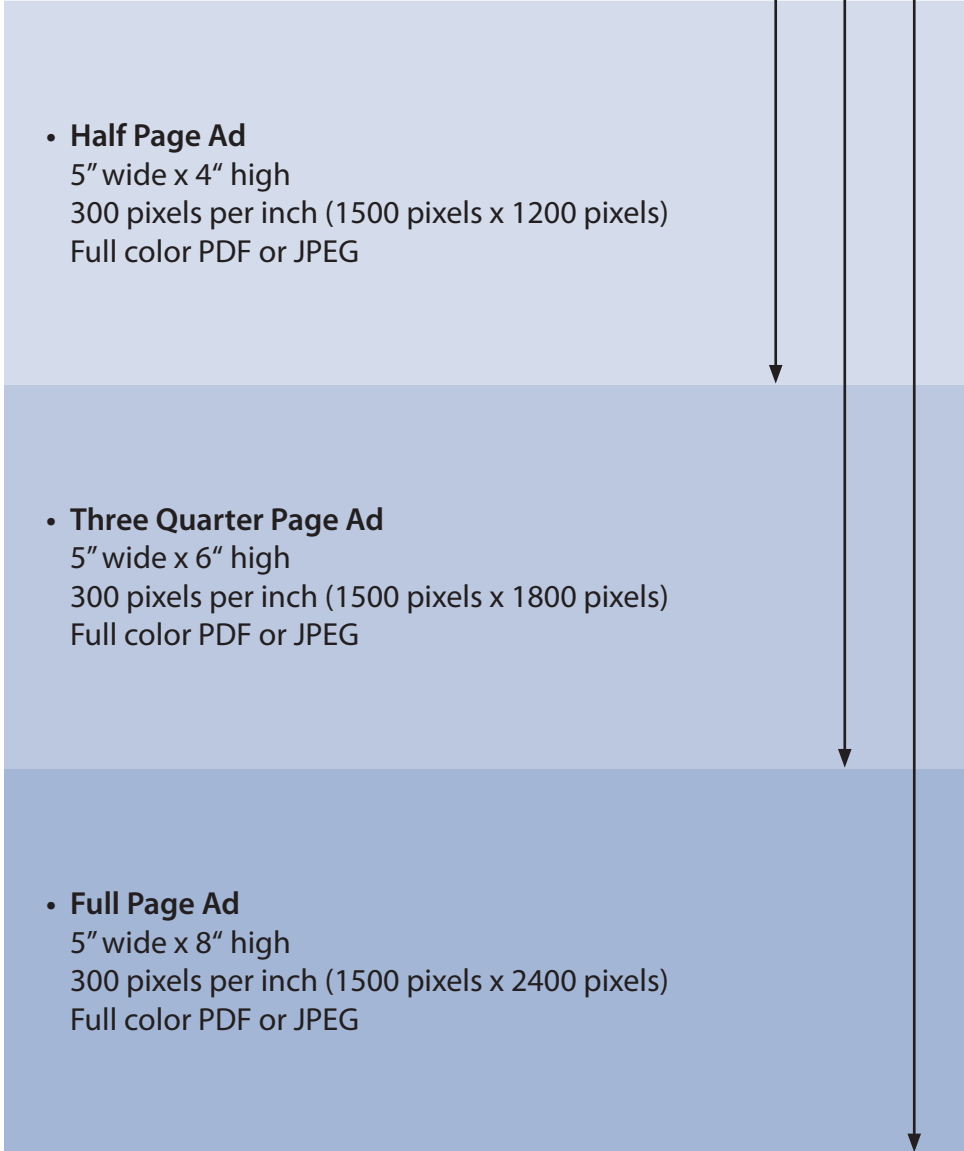 • Half Page Ad
5” wide x 4“ high
300 pixels per inch (1500 pixels x 1200 pixels)
Full color PDF or JPEG
• Three Quarter Page Ad
5” wide x 6“ high
300 pixels per inch (1500 pixels x 1800 pixels)
Full color PDF or JPEG
• Full Page Ad
5” wide x 8“ high
300 pixels per inch (1500 pixels x 2400 pixels)
Full color PDF or JPEG